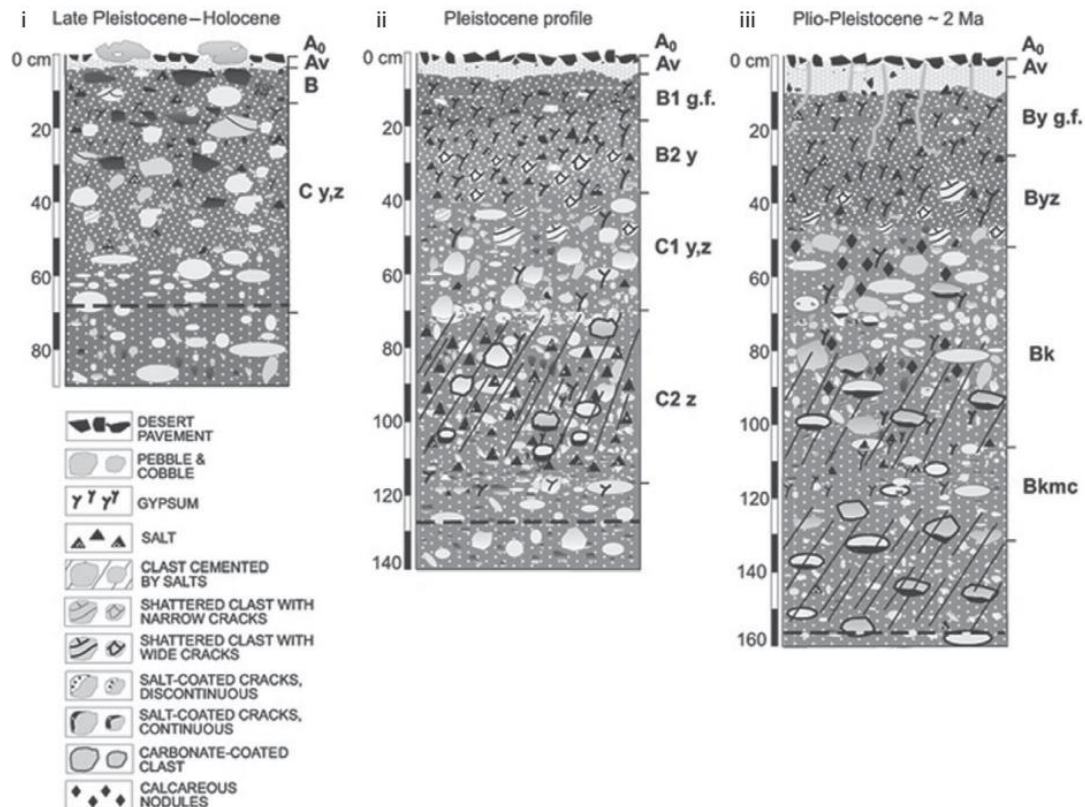 i Late Pleistocene–Holocene
0 cm
20
40
60
80
A0
Av
B
C y,z
ii Pleistocene profile
0 cm
20
40
60
80
100
120
140
A0
Av
B1 g.f.
B2 y
C1 y,z
C2 z
iii Plio-Pleistocene ~ 2 Ma
0 cm
20
40
60
80
100
120
140
160
A0
Av
By g.f.
Byz
Bk
Bkmc
DESERT
PAVEMENT
PEBBLE &
COBBLE
GYPSUM
SALT
CLAST CEMENTED
BY SALTS
SHATTERED CLAST WITH
NARROW CRACKS
SHATTERED CLAST WITH
WIDE CRACKS
SALT-COATED CRACKS,
DISCONTINUOUS
SALT-COATED CRACKS,
CONTINUOUS
CARBONATE-COATED
CLAST
CALCAREOUS
NODULES